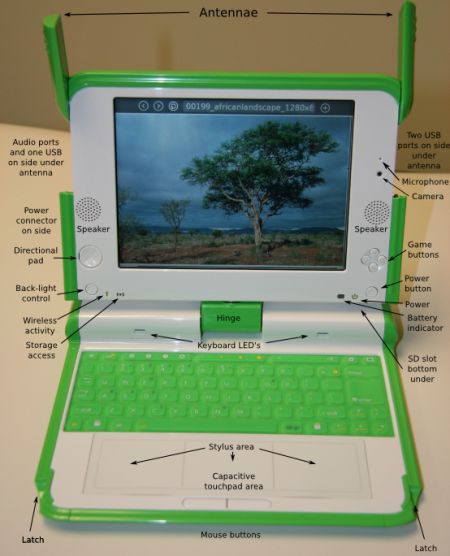 Antennae
00199_africanlandscape_1280x8
Audio ports
and one USB
on side under
antenna
Two USB
ports on side
under
antenna
Microphone
Camera
Power
connector
on side
Speaker
Speaker
Directional
pad
Game
buttons
Back-light
control
Power
button
Wireless
activity
Power
Battery
indicator
Storage
access
Hinge
Keyboard LED's
SD slot
bottom
under
Stylus area
Capacitive
touchpad area
Latch
Mouse buttons
Latch